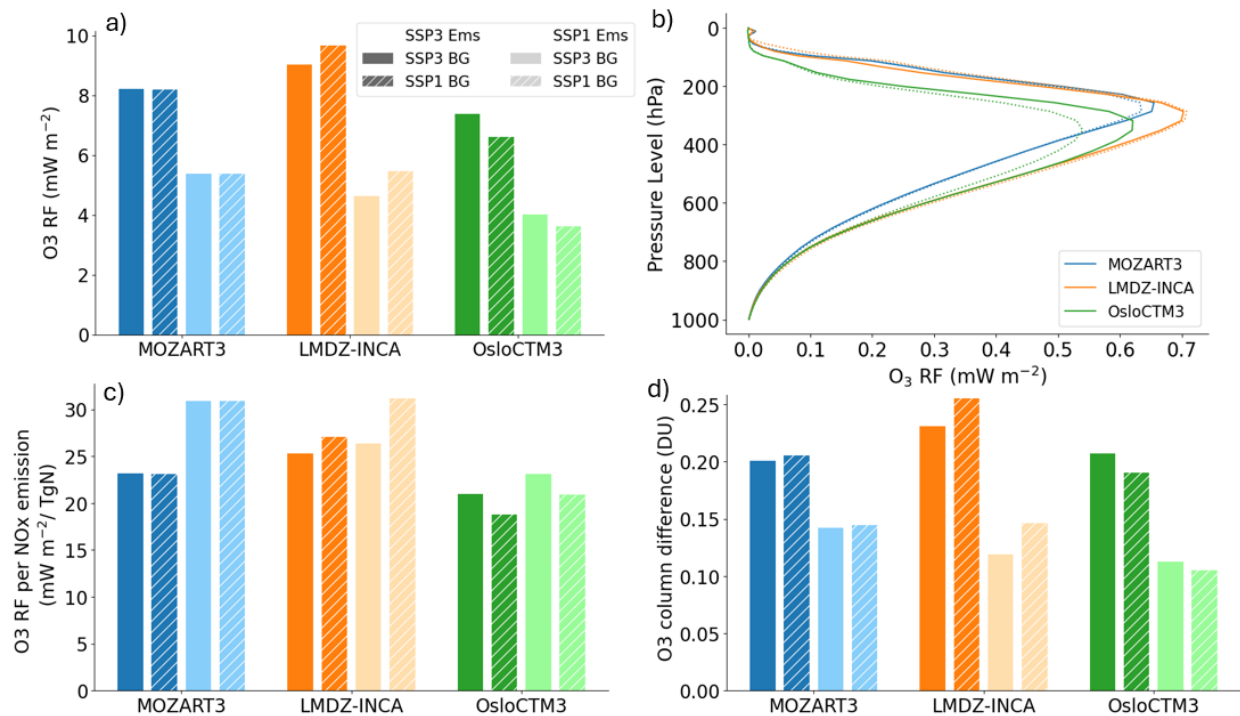 a)
O3 RF (mW m⁻²)
10
8
6
4
2
0
SSP3 Ems SSP1 Ems
SSP3 BG SSP3 BG
SSP1 BG SSP1 BG
MOZART3 LMDZ-INCA OsloCTM3
b)
Pressure Level (hPa)
0
200
400
600
800
1000
MOZART3
LMDZ-INCA
OsloCTM3
0.0 0.1 0.2 0.3 0.4 0.5 0.6 0.7
O₃ RF (mW m⁻²)
c)
O3 RF per NOx emission
(mW m⁻²/ TgN)
30
25
20
15
10
5
0
MOZART3 LMDZ-INCA OsloCTM3
d)
O3 column difference (DU)
0.25
0.20
0.15
0.10
0.05
0.00
MOZART3 LMDZ-INCA OsloCTM3